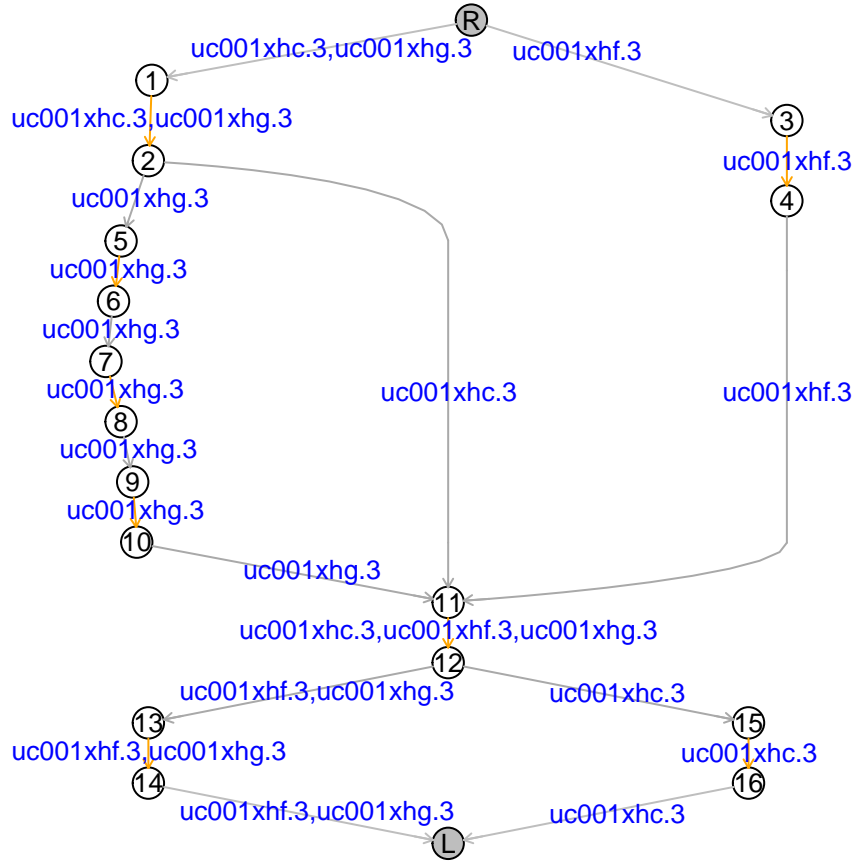 R
uc001xhc.3,uc001xhg.3
uc001xhf.3
1
uc001xhc.3,uc001xhg.3
3
2
uc001xhf.3
uc001xhg.3
4
5
uc001xhg.3
6
uc001xhg.3
7
uc001xhg.3
uc001xhc.3
uc001xhf.3
8
uc001xhg.3
9
uc001xhg.3
10
uc001xhg.3
11
uc001xhc.3,uc001xhf.3,uc001xhg.3
12
uc001xhf.3,uc001xhg.3
uc001xhc.3
13
15
uc001xhf.3,uc001xhg.3
uc001xhc.3
14
16
uc001xhf.3,uc001xhg.3
uc001xhc.3
L